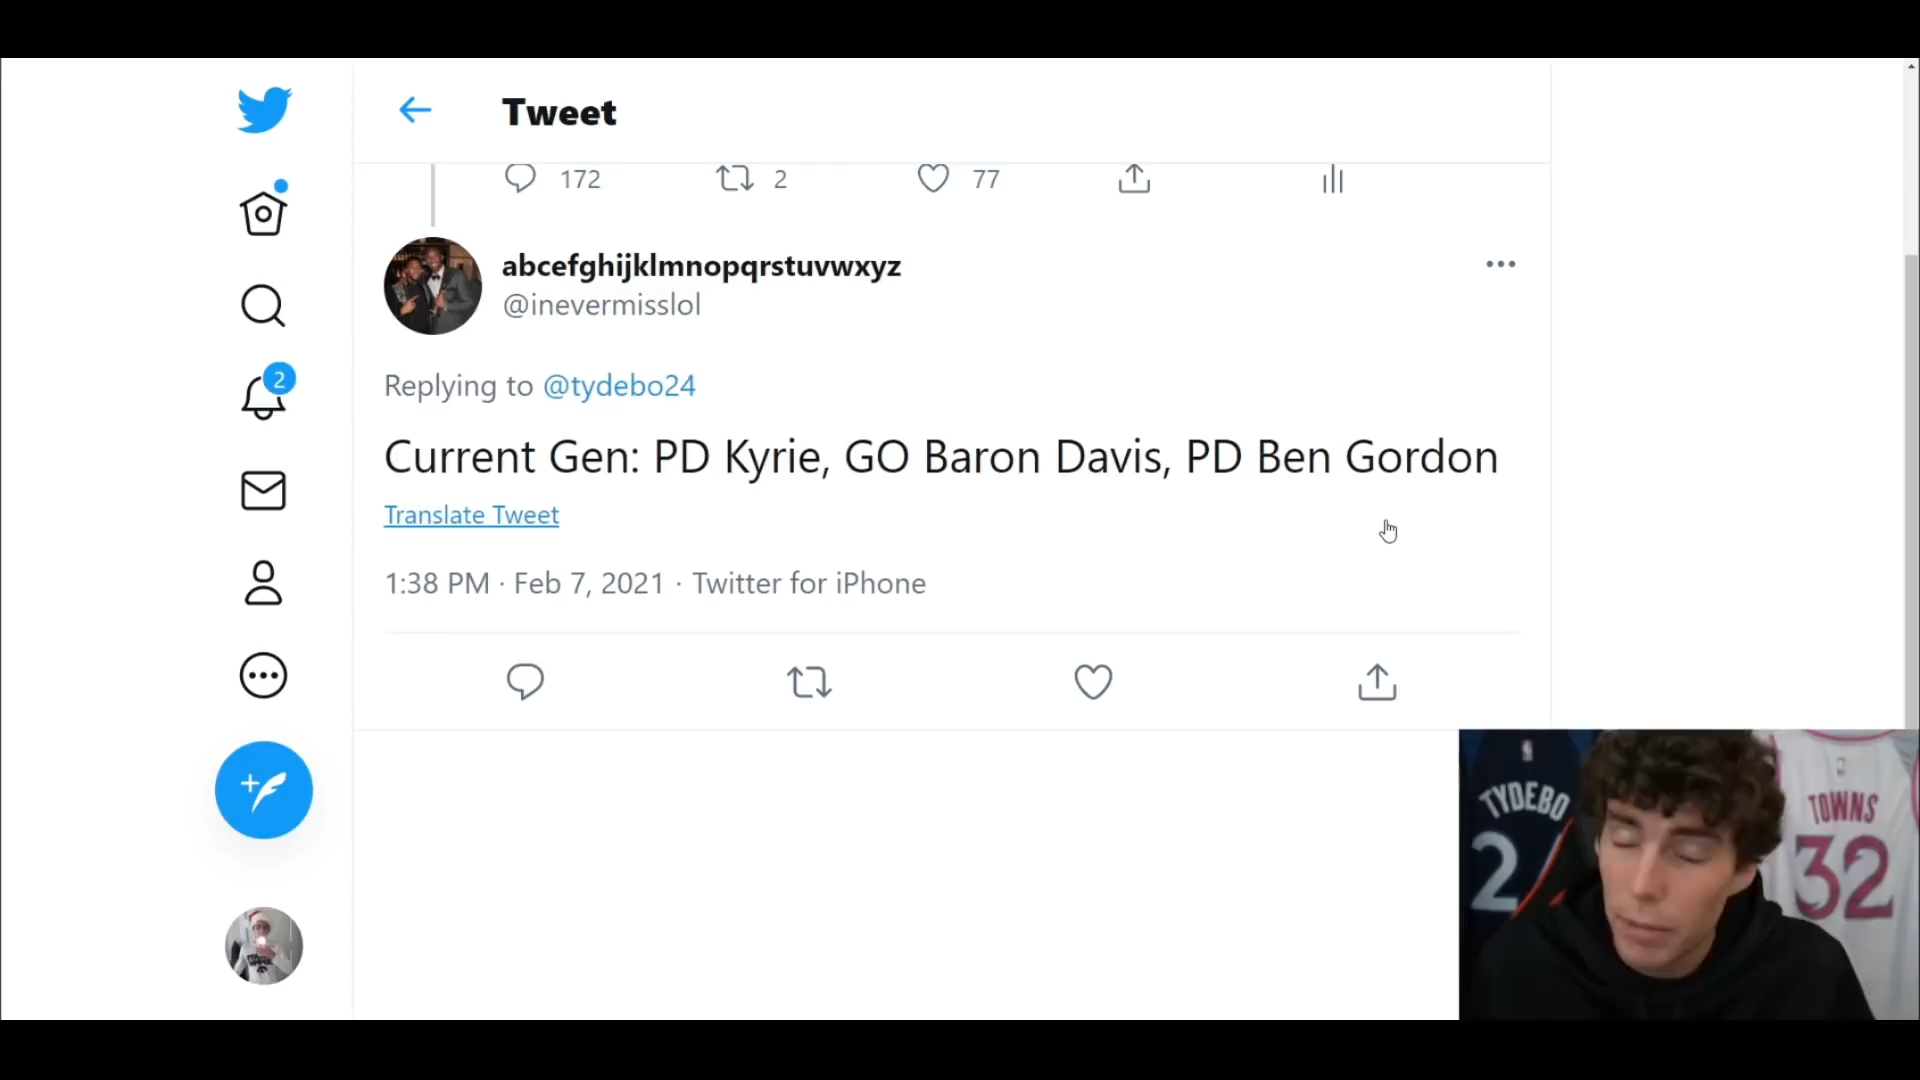 Tweet
172
2
77
abcefghijklmnopqrstuvwxyz
@inevermisslol
Replying to @tydebo24
2
Current Gen: PD Kyrie, GO Baron Davis, PD Ben Gordon
Translate Tweet
1:38 PM · Feb 7, 2021 · Twitter for iPhone
TYDEBO
2
TOWNS
32